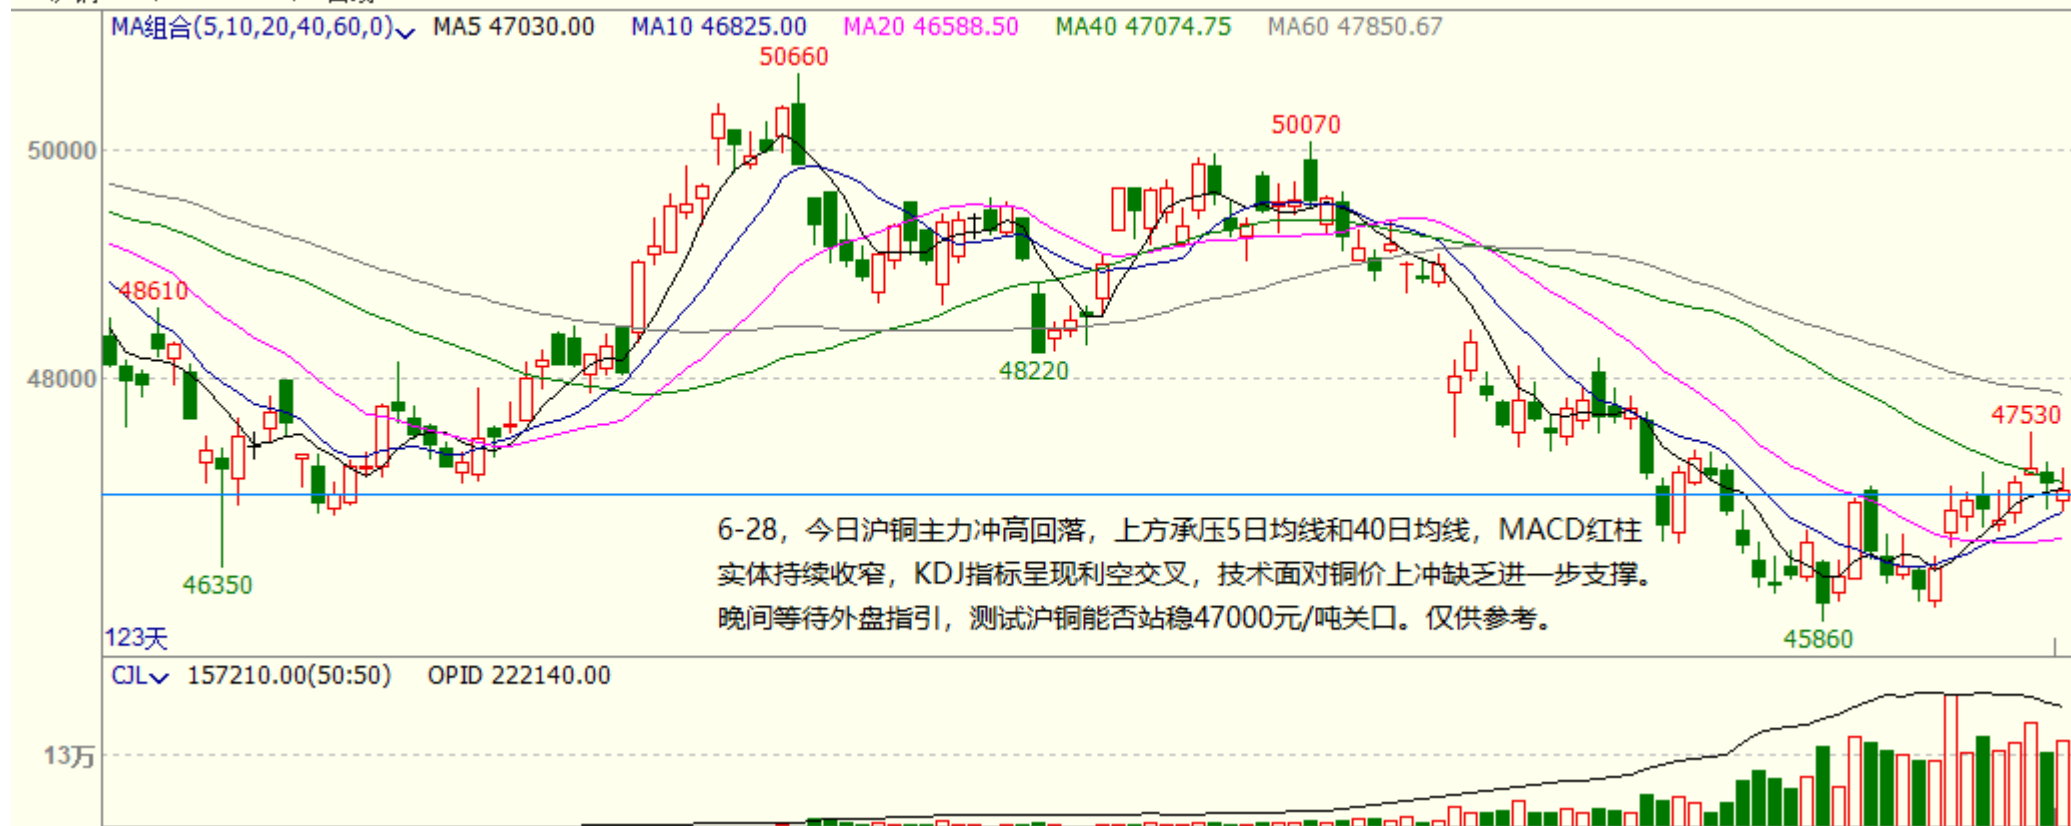 MA组合(5,10,20,40,60,0) MA5 47030.00 MA10 46825.00 MA20 46588.50 MA40 47074.75 MA60 47850.67
50660
50070
50000
48610
48000
48220
47530
6-28，今日沪铜主力冲高回落，上方承压5日均线和40日均线，MACD红柱
实体持续收窄，KDJ指标呈现利空交叉，技术面对铜价上冲缺乏进一步支撑。
46350
晚间等待外盘指引，测试沪铜能否站稳47000元/吨关口。仅供参考。
123天
45860
CJL 157210.00(50:50) OPID 222140.00
13万